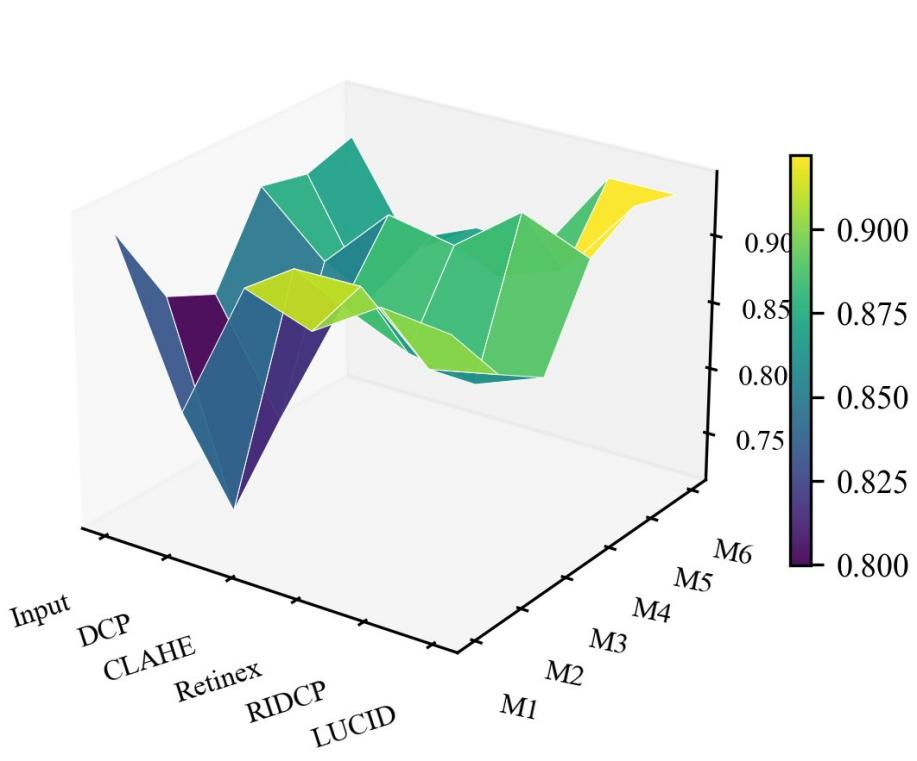 0.90
0.85
0.80
0.75
0.900
0.875
0.850
0.825
0.800
Input
DCP
CLAHE
Retinex
RIDCP
LUCID
M1
M2
M3
M4
M5
M6